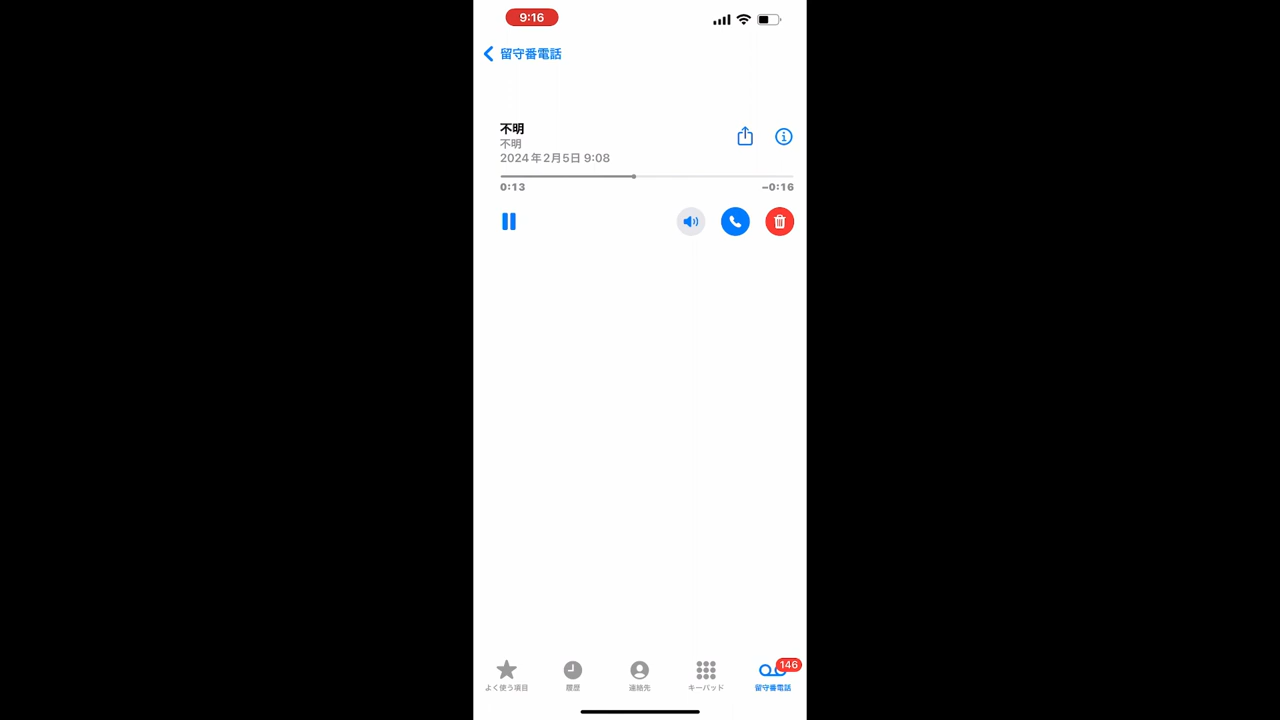 9:16
留守番電話
不明
不明
2024年2月5日 9:08
0:13
−0:16
146
よく使う項目
履歴
連絡先
キーパッド
留守番電話